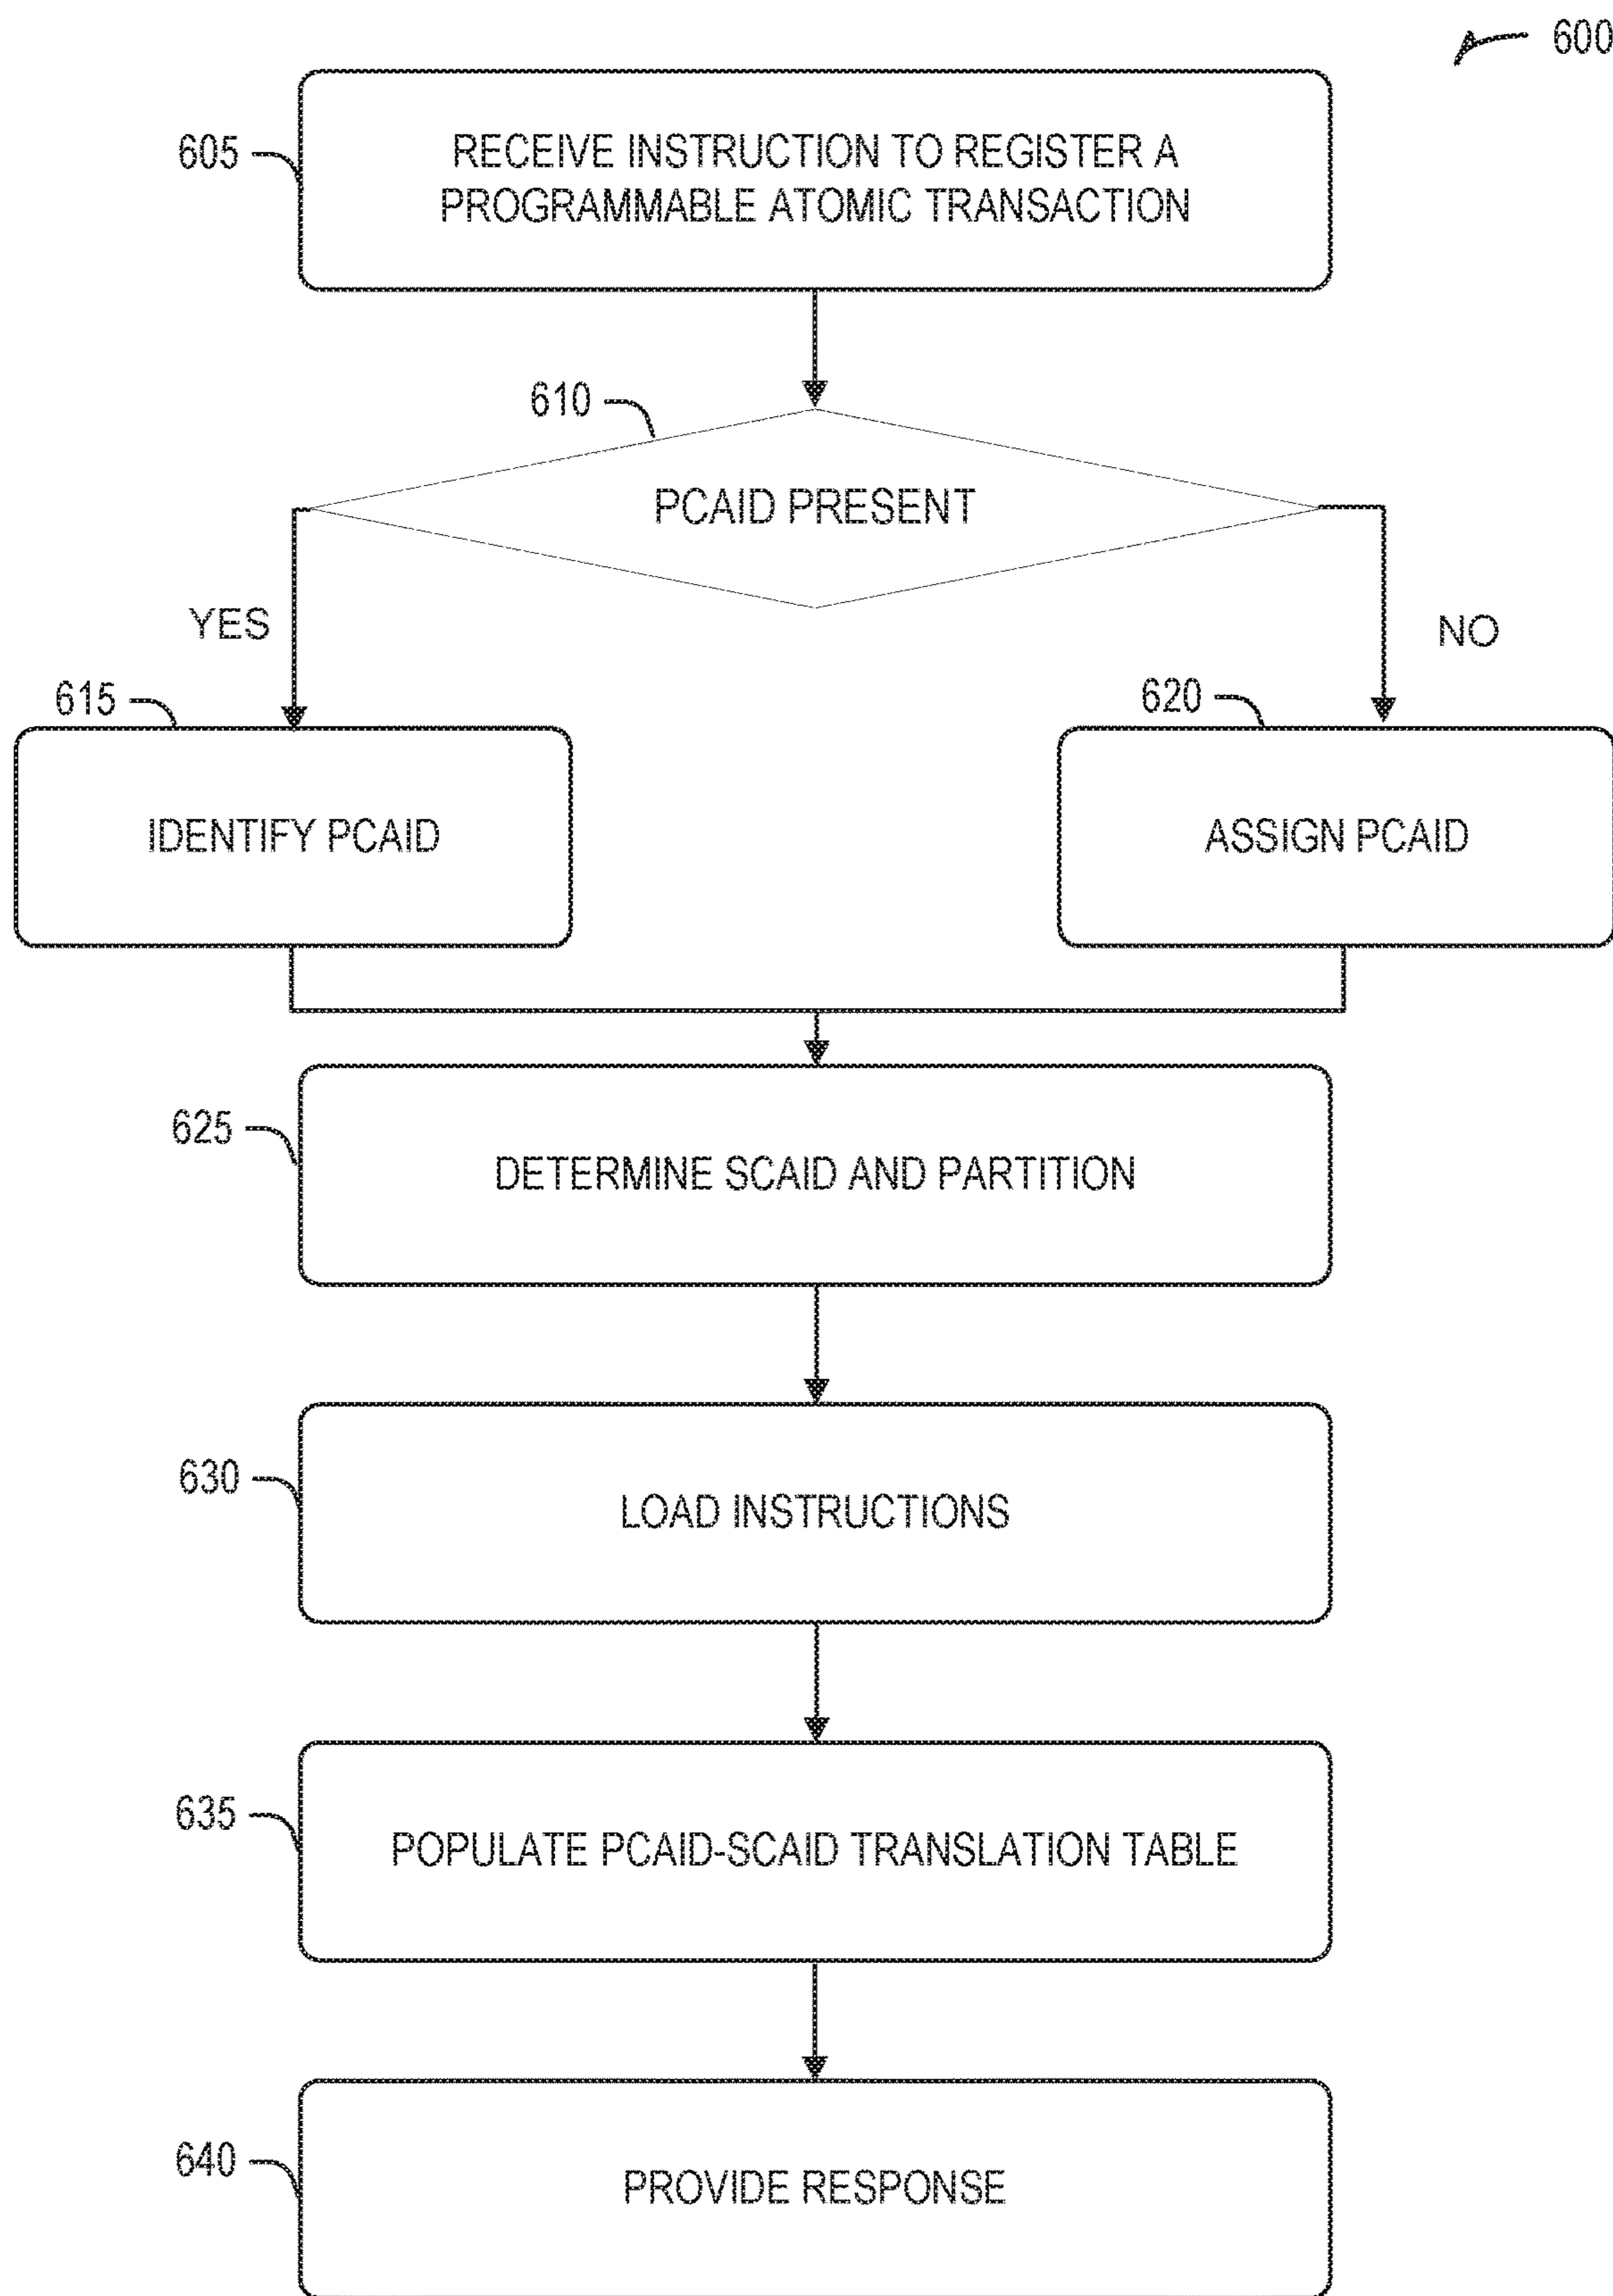 600
605
RECEIVE INSTRUCTION TO REGISTER A
PROGRAMMABLE ATOMIC TRANSACTION
610
PCAID PRESENT
YES
NO
615
620
IDENTIFY PCAID
ASSIGN PCAID
625
DETERMINE SCAID AND PARTITION
630
LOAD INSTRUCTIONS
635
POPULATE PCAID-SCAID TRANSLATION TABLE
640
PROVIDE RESPONSE